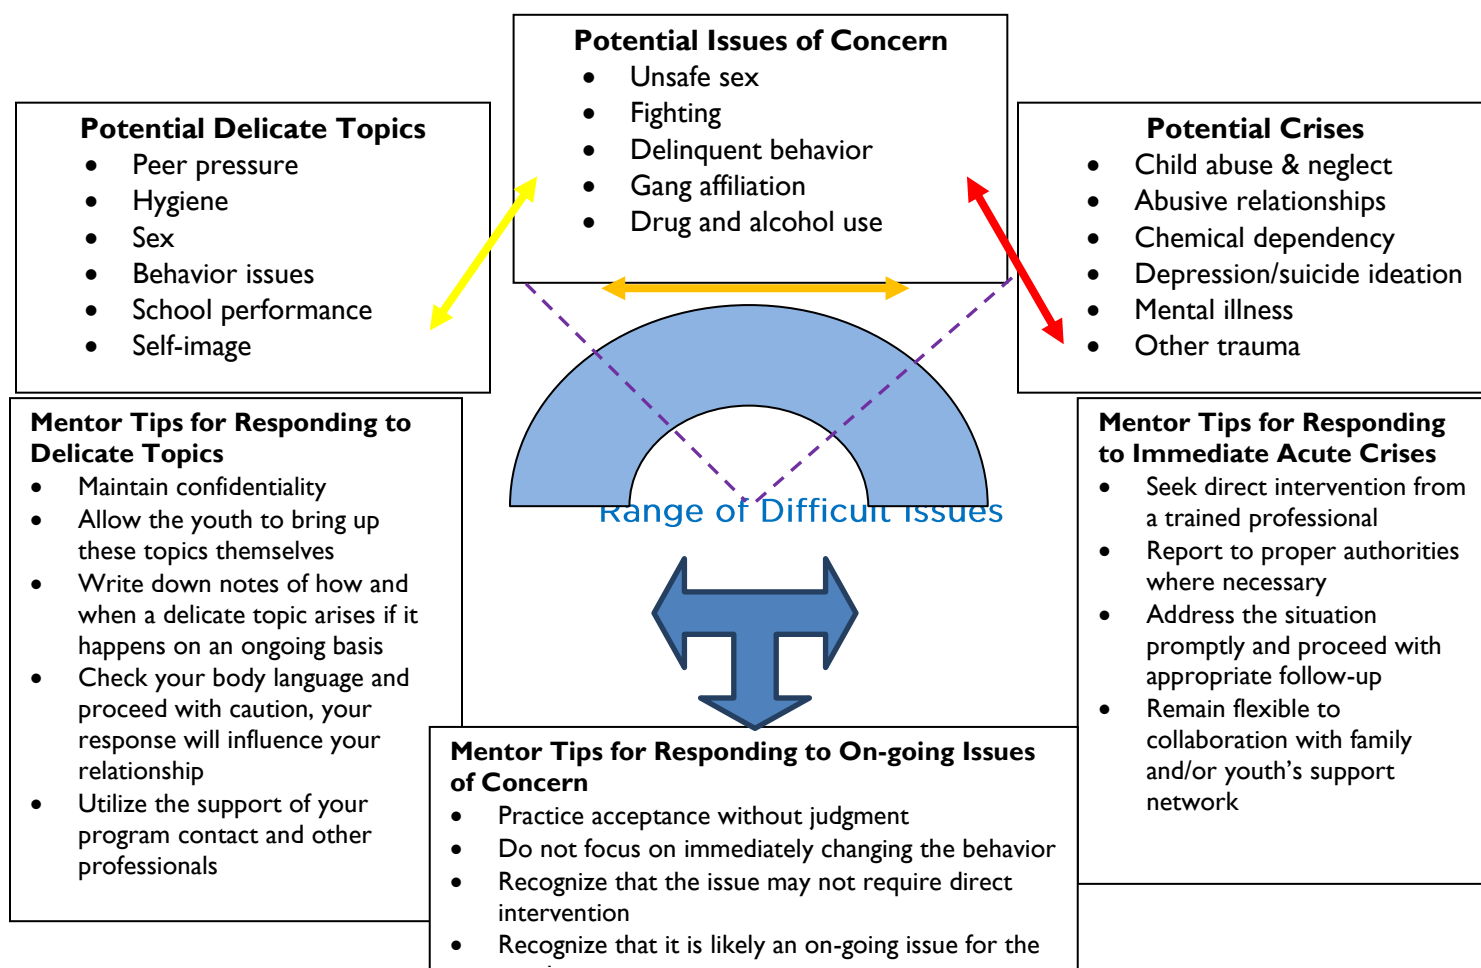 Potential Issues of Concern
• Unsafe sex
• Fighting
• Delinquent behavior
• Gang affiliation
• Drug and alcohol use
Potential Delicate Topics
• Peer pressure
• Hygiene
• Sex
• Behavior issues
• School performance
• Self-image
Potential Crises
• Child abuse & neglect
• Abusive relationships
• Chemical dependency
• Depression/suicide ideation
• Mental illness
• Other trauma
Range of Difficult Issues
Mentor Tips for Responding to
Delicate Topics
• Maintain confidentiality
• Allow the youth to bring up
these topics themselves
• Write down notes of how and
when a delicate topic arises if it
happens on an ongoing basis
• Check your body language and
proceed with caution, your
response will influence your
relationship
• Utilize the support of your
program contact and other
professionals
Mentor Tips for Responding to On-going Issues
of Concern
• Practice acceptance without judgment
• Do not focus on immediately changing the behavior
• Recognize that the issue may not require direct
intervention
• Recognize that it is likely an on-going issue for the
Mentor Tips for Responding
to Immediate Acute Crises
• Seek direct intervention from
a trained professional
• Report to proper authorities
where necessary
• Address the situation
promptly and proceed with
appropriate follow-up
• Remain flexible to
collaboration with family
and/or youth's support
network